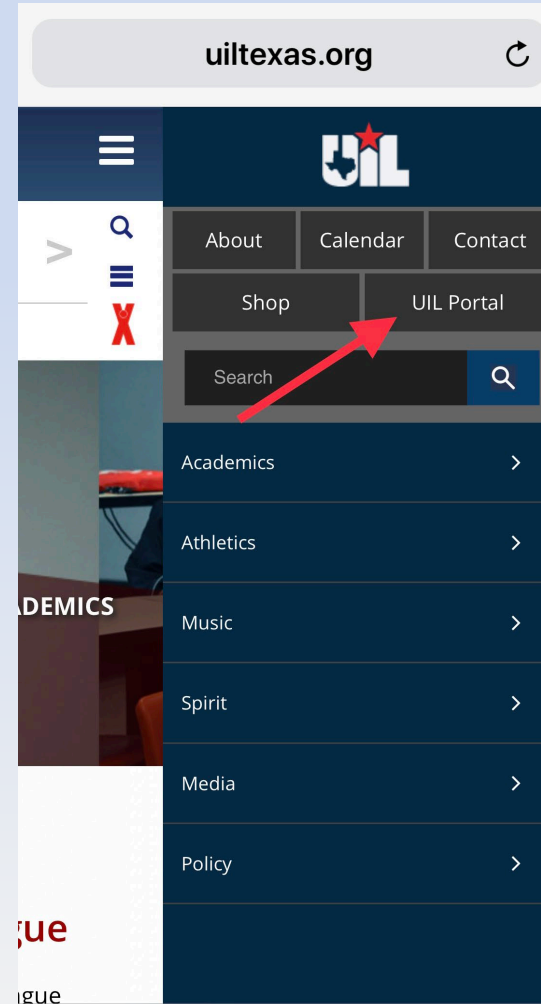 uiltexas.org
UIL
About Calendar Contact
Shop UIL Portal
Search
Academics
Athletics
Music
Spirit
Media
Policy
ADEMICS
gue
ague